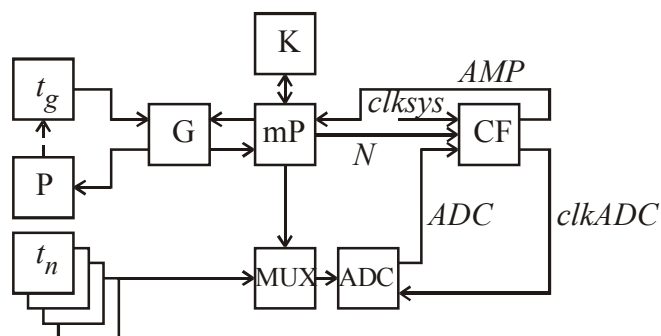 K
AMP
t_g
clksys
G
mP
CF
N
P
ADC
clkADC
t_n
MUX
ADC